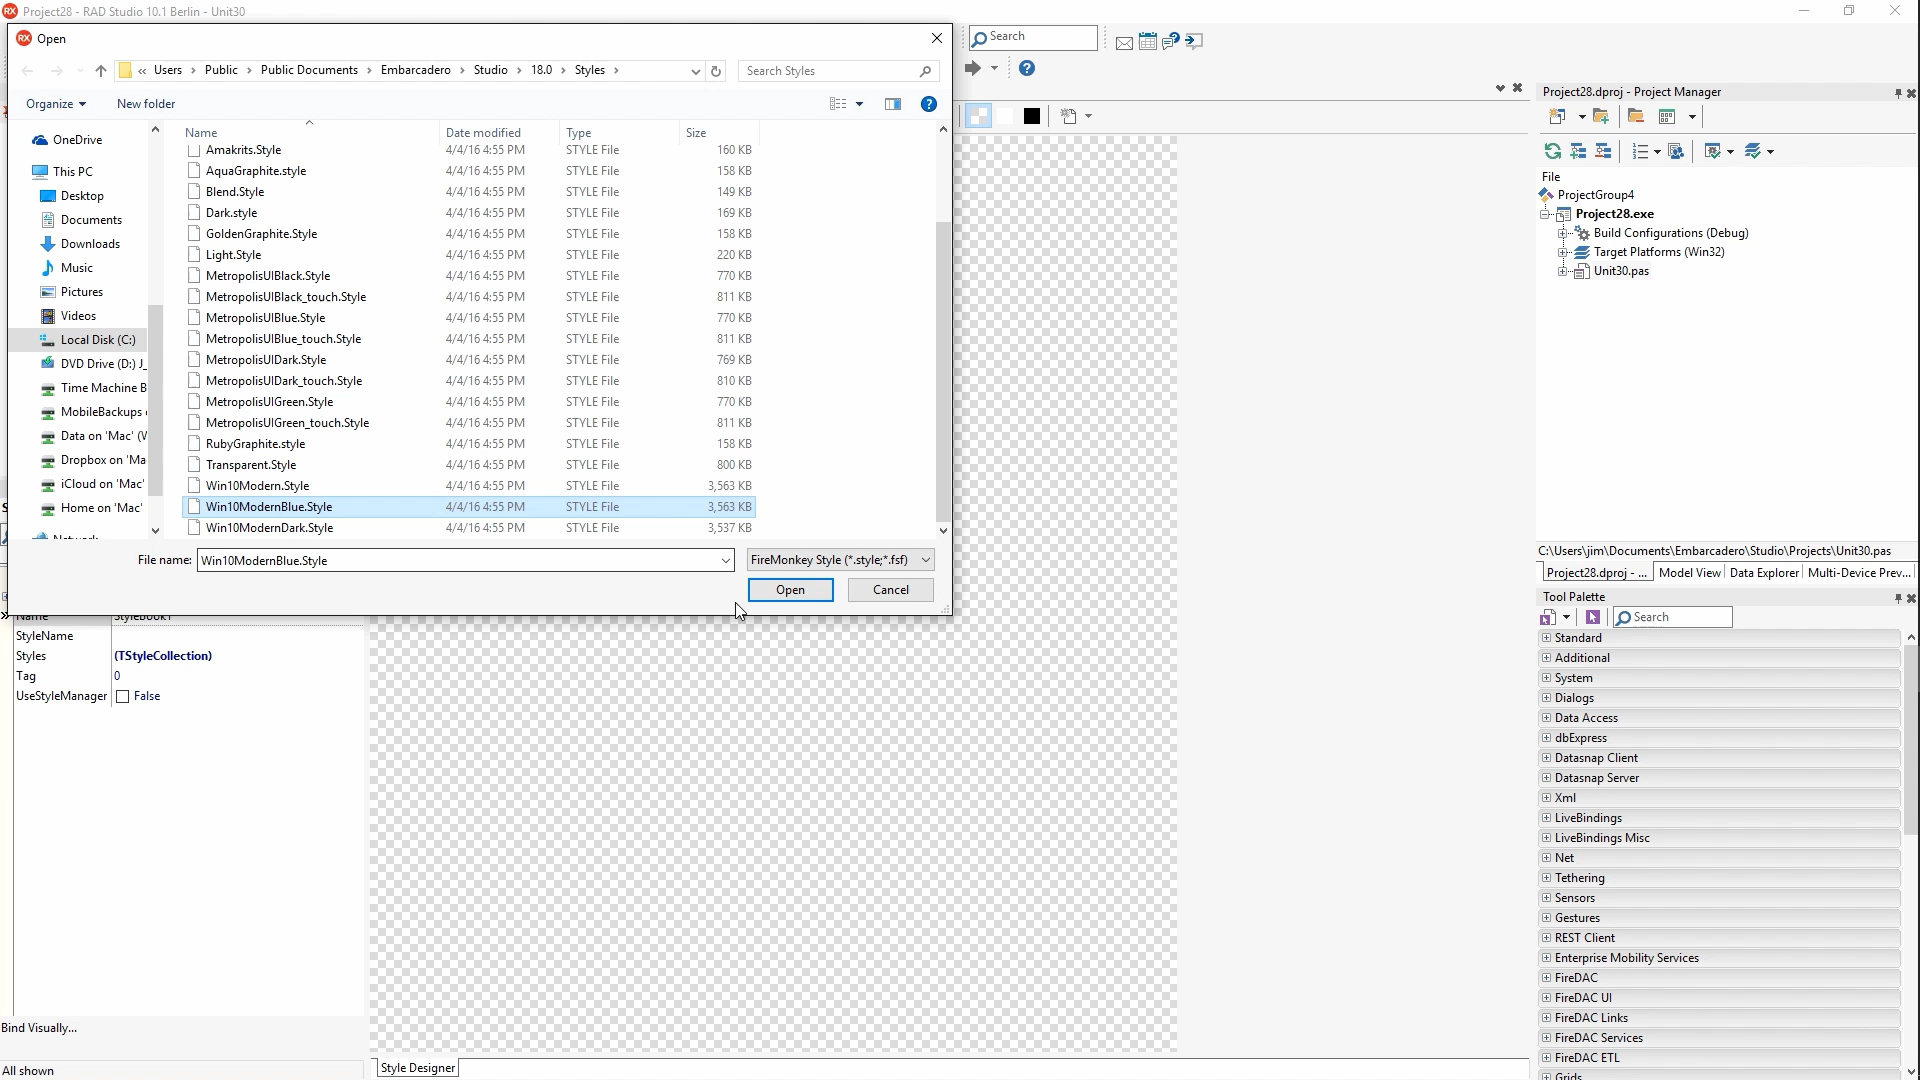 Project28 - RAD Studio 10.1 Berlin - Unit30
Open
Search
« Users > Public > Public Documents > Embarcadero > Studio > 18.0 > Styles >
Search Styles
Organize
New folder
OneDrive
This PC
Desktop
Documents
Downloads
Music
Pictures
Videos
Local Disk (C:)
DVD Drive (D:) J_
Time Machine B
MobileBackups
Data on 'Mac' (
Dropbox on 'Ma
iCloud on 'Mac'
Home on 'Mac'
Network
Name Date modified Type Size
Amakrits.Style 4/4/16 4:55 PM STYLE File 160 KB
AquaGraphite.style 4/4/16 4:55 PM STYLE File 158 KB
Blend.Style 4/4/16 4:55 PM STYLE File 149 KB
Dark.style 4/4/16 4:55 PM STYLE File 169 KB
GoldenGraphite.Style 4/4/16 4:55 PM STYLE File 158 KB
Light.Style 4/4/16 4:55 PM STYLE File 220 KB
MetropolisUIBlack.Style 4/4/16 4:55 PM STYLE File 770 KB
MetropolisUIBlack_touch.Style 4/4/16 4:55 PM STYLE File 811 KB
MetropolisUIBlue.Style 4/4/16 4:55 PM STYLE File 770 KB
MetropolisUIBlue_touch.Style 4/4/16 4:55 PM STYLE File 811 KB
MetropolisUIDark.Style 4/4/16 4:55 PM STYLE File 769 KB
MetropolisUIDark_touch.Style 4/4/16 4:55 PM STYLE File 810 KB
MetropolisUIGreen.Style 4/4/16 4:55 PM STYLE File 770 KB
MetropolisUIGreen_touch.Style 4/4/16 4:55 PM STYLE File 811 KB
RubyGraphite.style 4/4/16 4:55 PM STYLE File 158 KB
Transparent.Style 4/4/16 4:55 PM STYLE File 800 KB
Win10Modern.Style 4/4/16 4:55 PM STYLE File 3,563 KB
Win10ModernBlue.Style 4/4/16 4:55 PM STYLE File 3,563 KB
Win10ModernDark.Style 4/4/16 4:55 PM STYLE File 3,537 KB
File name: Win10ModernBlue.Style
FireMonkey Style (*.style;*.fsf)
Open
Cancel
Name StyleBook1
StyleName
Styles (TStyleCollection)
Tag 0
UseStyleManager False
Bind Visually...
All shown
Style Designer
Project28.dproj - Project Manager
File
ProjectGroup4
Project28.exe
Build Configurations (Debug)
Target Platforms (Win32)
Unit30.pas
C:\Users\jim\Documents\Embarcadero\Studio\Projects\Unit30.pas
Project28.dproj - ... Model View Data Explorer Multi-Device Prev...
Tool Palette
Search
Standard
Additional
System
Dialogs
Data Access
dbExpress
Datasnap Client
Datasnap Server
Xml
LiveBindings
LiveBindings Misc
Net
Tethering
Sensors
Gestures
REST Client
Enterprise Mobility Services
FireDAC
FireDAC UI
FireDAC Links
FireDAC Services
FireDAC ETL
Grids